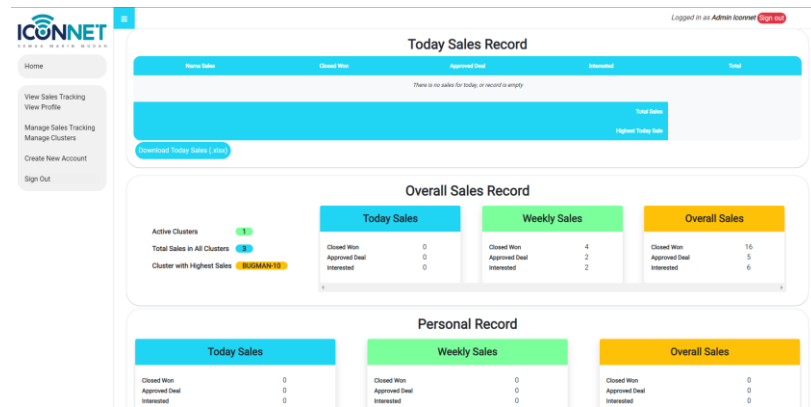 Logged in as Admin Iconnet Sign out
ICONNET
SEMUA MAKIN MUDAH
Home
View Sales Tracking
View Profile
Manage Sales Tracking
Manage Clusters
Create New Account
Sign Out
Today Sales Record
Name Sales Closed Won Approved Deal Interested Total
There is no sales for today, or record is empty
Total Sales
Highest Today Sale
Download Today Sales (.xlsx)
Overall Sales Record
Active Clusters 1
Total Sales in All Clusters 3
Cluster with Highest Sales BUGMAN-10
Today Sales
Closed Won 0
Approved Deal 0
Interested 0
Weekly Sales
Closed Won 4
Approved Deal 2
Interested 2
Overall Sales
Closed Won 16
Approved Deal 5
Interested 6
Personal Record
Today Sales
Closed Won 0
Approved Deal 0
Interested 0
Weekly Sales
Closed Won 0
Approved Deal 0
Interested 0
Overall Sales
Closed Won 0
Approved Deal 0
Interested 0